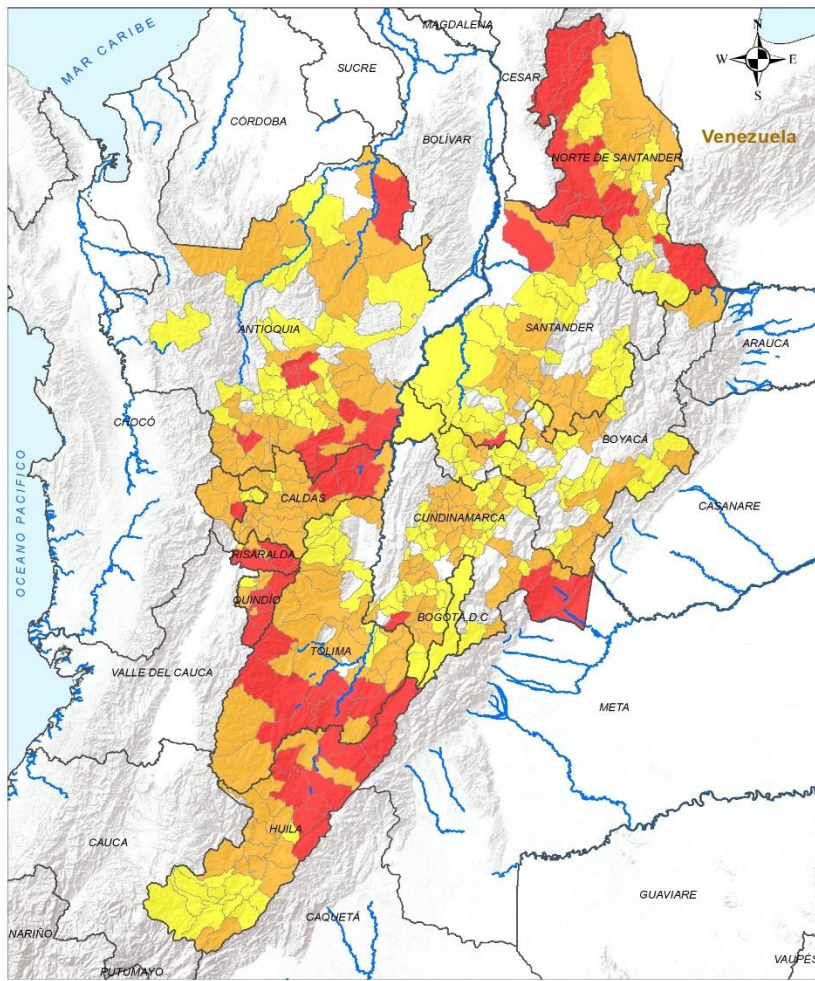 MAGDALENA
N
MAR CARIBE
SUCRE
CESAR
W
E
S
CÓRDOBA
BOLÍVAR
Venezuela
NORTE DE SANTANDER
ANTIOQUIA
SANTANDER
ARAUCA
CHOCÓ
BOYACÁ
OCEANO PACIFICO
CALDAS
CUNDINAMARCA
CASANARE
RISARALDA
QUINDÍO
BOGOTÁ, D.C
TOLIMA
VALLE DEL CAUCA
META
HUILA
CAUCA
GUAVIARE
CAQUETÁ
NARIÑO
VAUPÉS
PUTUMAYO